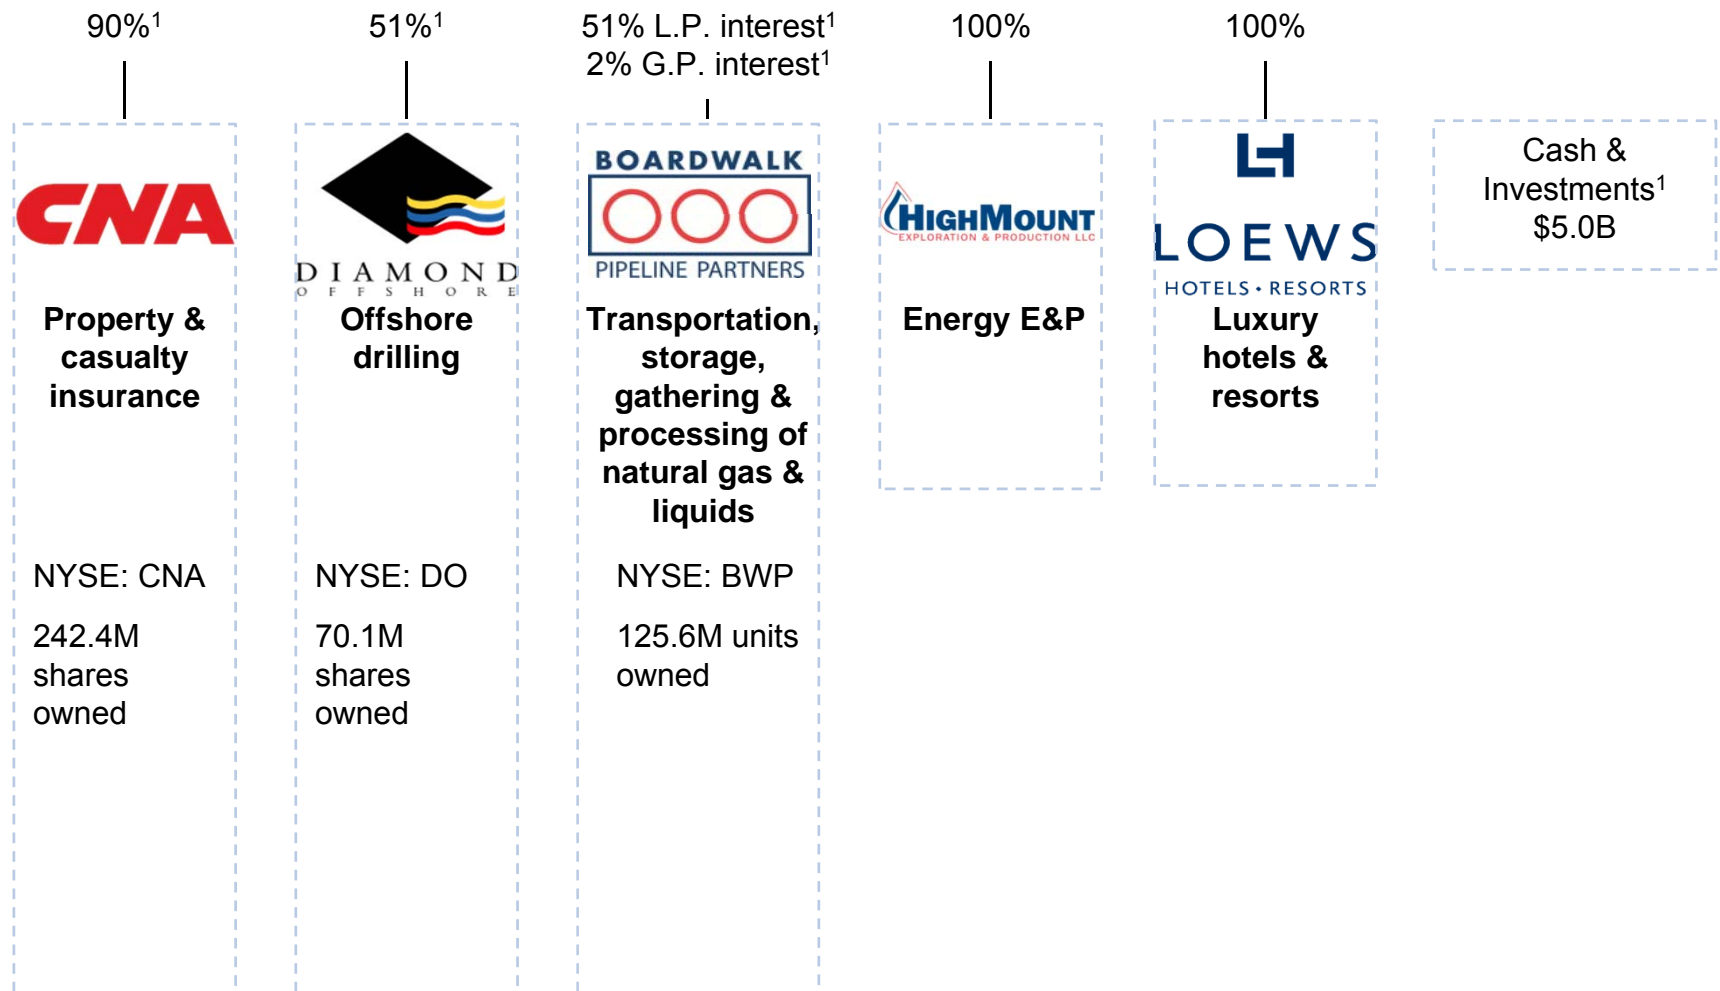 90%¹
51%¹
51% L.P. interest¹
2% G.P. interest¹
100%
100%
CNA
Property &
casualty
insurance
NYSE: CNA
242.4M
shares
owned
DIAMOND
OFFSHORE
Offshore
drilling
NYSE: DO
70.1M
shares
owned
BOARDWALK
PIPELINE PARTNERS
Transportation,
storage,
gathering &
processing of
natural gas &
liquids
NYSE: BWP
125.6M units
owned
HIGHMOUNT
EXPLORATION & PRODUCTION LLC
Energy E&P
LOEWS
HOTELS • RESORTS
Luxury
hotels &
resorts
Cash &
Investments¹
$5.0B